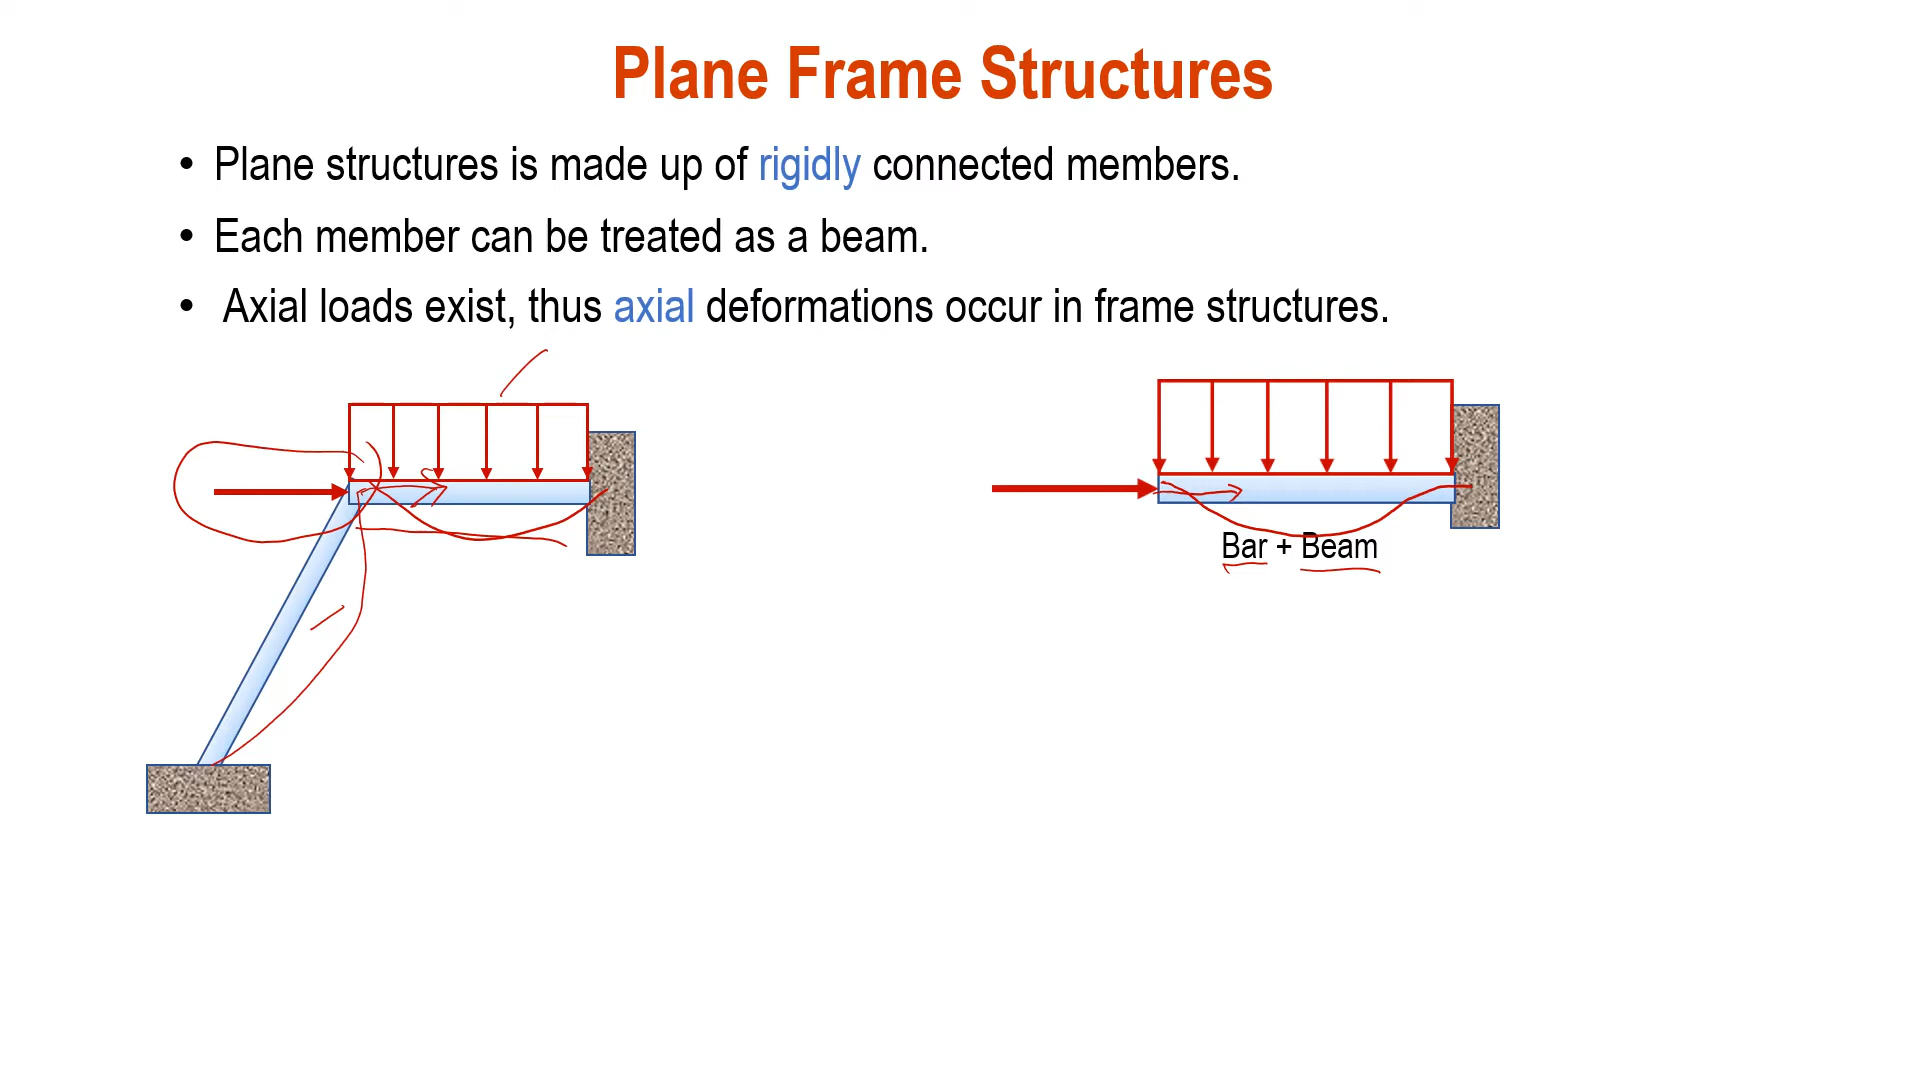 Plane Frame Structures
• Plane structures is made up of rigidly connected members.
• Each member can be treated as a beam.
• Axial loads exist, thus axial deformations occur in frame structures.
Bar + Beam